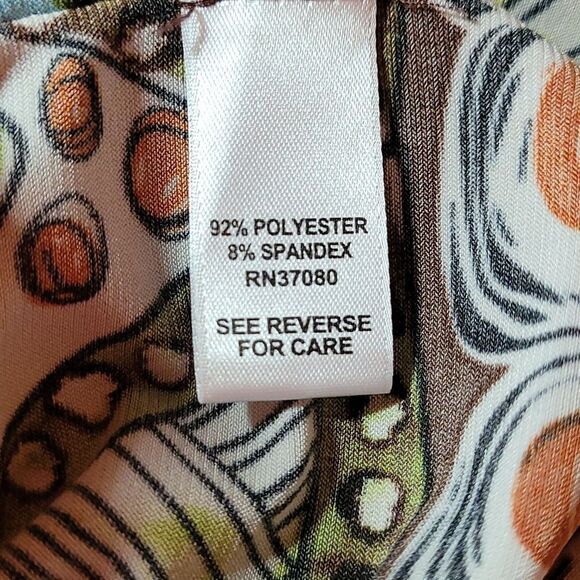 92% POLYESTER
8% SPANDEX
RN37080
SEE REVERSE
FOR CARE